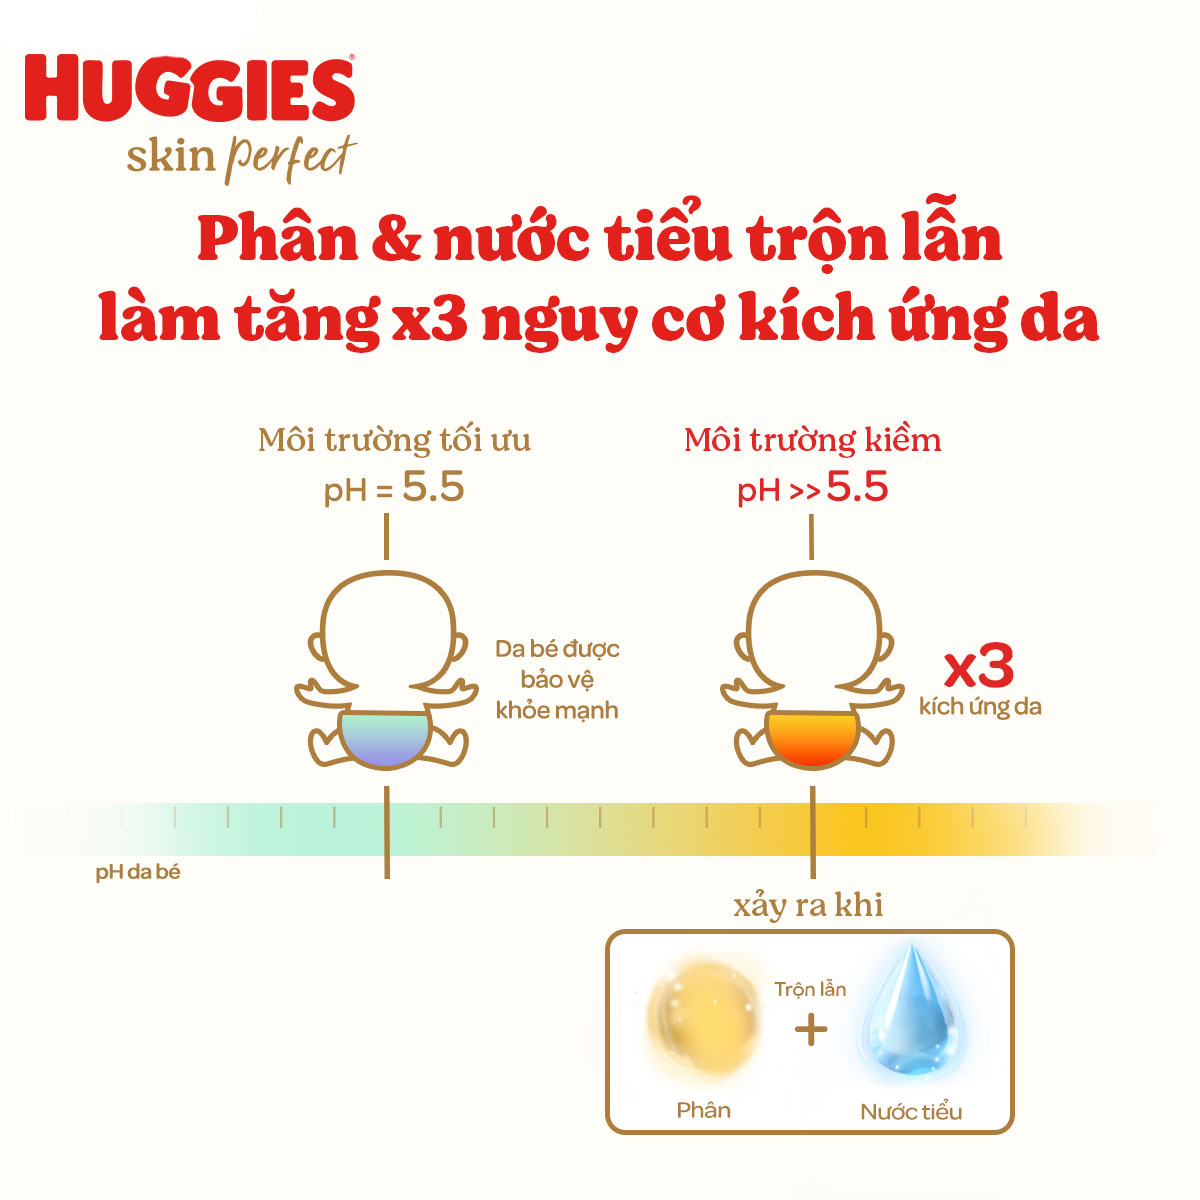 HUGGIES®
skin perfect
Phân & nước tiểu trộn lẫn
làm tăng x3 nguy cơ kích ứng da
Môi trường tối ưu
pH = 5.5
Môi trường kiềm
pH >> 5.5
Da bé được
bảo vệ
khỏe mạnh
x3
kích ứng da
pH da bé
xảy ra khi
Trộn lẫn
+
Phân
Nước tiểu